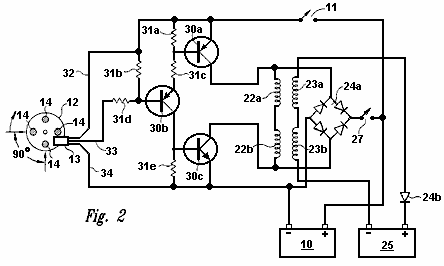 11
31a
30a
32
31b
31c
23a
24a
14
12
22a
14
14
31d
30b
27
90°
33
22b
23b
13
31e
30c
14
34
24b
Fig. 2
- +
- +
10
25